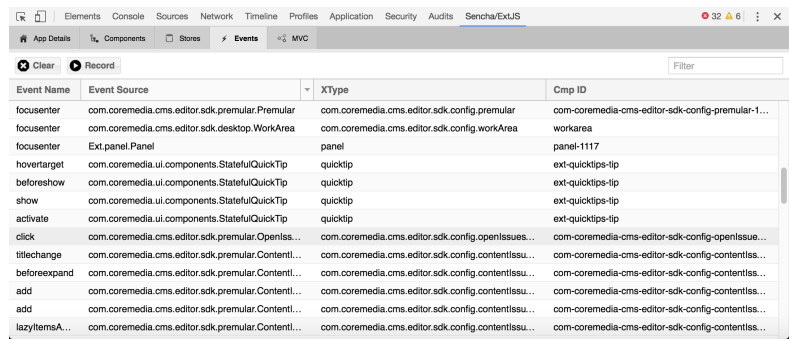 Elements Console Sources Network Timeline Profiles Application Security Audits Sencha/ExtJS 32 6
App Details Components Stores Events MVC
Clear Record Filter
Event Name Event Source XType Cmp ID
focusenter com.coremedia.cms.editor.sdk.premular.Premular com.coremedia.cms.editor.sdk.config.premular com-coremedia-cms-editor-sdk-config-premular-1...
focusenter com.coremedia.cms.editor.sdk.desktop.WorkArea com.coremedia.cms.editor.sdk.config.workArea workarea
focusenter Ext.panel.Panel panel panel-1117
hovertarget com.coremedia.ui.components.StatefulQuickTip quicktip ext-quicktips-tip
beforeshow com.coremedia.ui.components.StatefulQuickTip quicktip ext-quicktips-tip
show com.coremedia.ui.components.StatefulQuickTip quicktip ext-quicktips-tip
activate com.coremedia.ui.components.StatefulQuickTip quicktip ext-quicktips-tip
click com.coremedia.cms.editor.sdk.premular.OpenIss... com.coremedia.cms.editor.sdk.config.openIssues... com-coremedia-cms-editor-sdk-config-openIssue...
titlechange com.coremedia.cms.editor.sdk.premular.ContentI... com.coremedia.cms.editor.sdk.config.contentIssu... com-coremedia-cms-editor-sdk-config-contentIss...
beforeexpand com.coremedia.cms.editor.sdk.premular.ContentI... com.coremedia.cms.editor.sdk.config.contentIssu... com-coremedia-cms-editor-sdk-config-contentIss...
add com.coremedia.cms.editor.sdk.premular.ContentI... com.coremedia.cms.editor.sdk.config.contentIssu... com-coremedia-cms-editor-sdk-config-contentIss...
add com.coremedia.cms.editor.sdk.premular.ContentI... com.coremedia.cms.editor.sdk.config.contentIssu... com-coremedia-cms-editor-sdk-config-contentIss...
lazyItemsA... com.coremedia.cms.editor.sdk.premular.ContentI... com.coremedia.cms.editor.sdk.config.contentIssu... com-coremedia-cms-editor-sdk-config-contentIss...